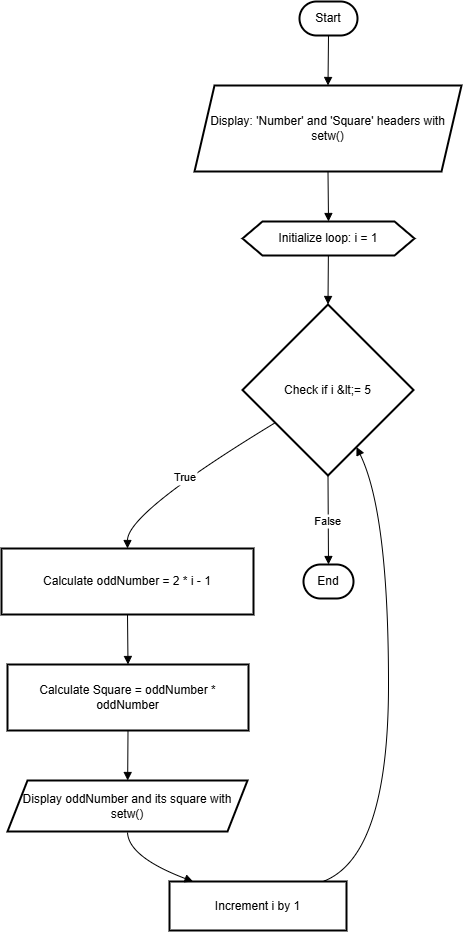 Start
Display: 'Number' and 'Square' headers with
setw()
Initialize loop: i = 1
Check if i &lt;= 5
True
False
End
Calculate oddNumber = 2 * i - 1
Calculate Square = oddNumber *
oddNumber
Display oddNumber and its square with
setw()
Increment i by 1